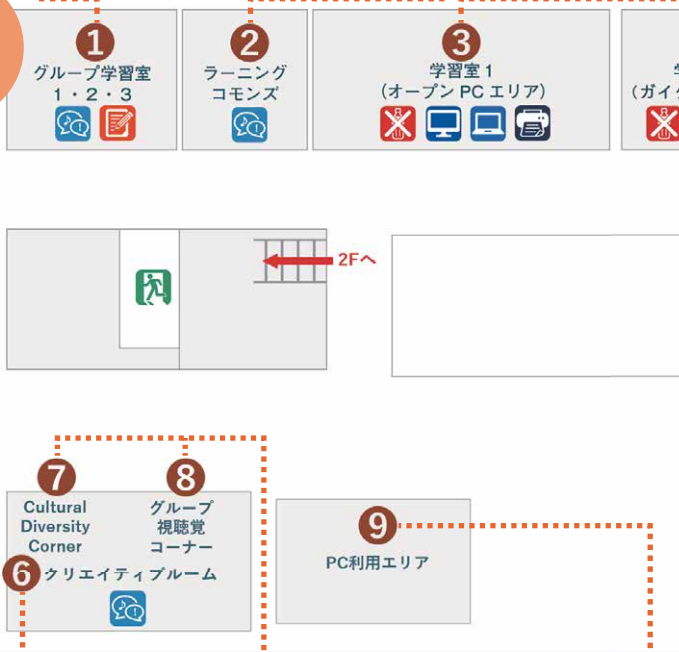 1
グループ学習室
1・2・3
2
ラーニング
コモンズ
3
学習室 1
(オープン PC エリア)
2Fへ
7
Cultural
Diversity
Corner
8
グループ
視聴覚
コーナー
6 クリエイティブルーム
9
PC利用エリア